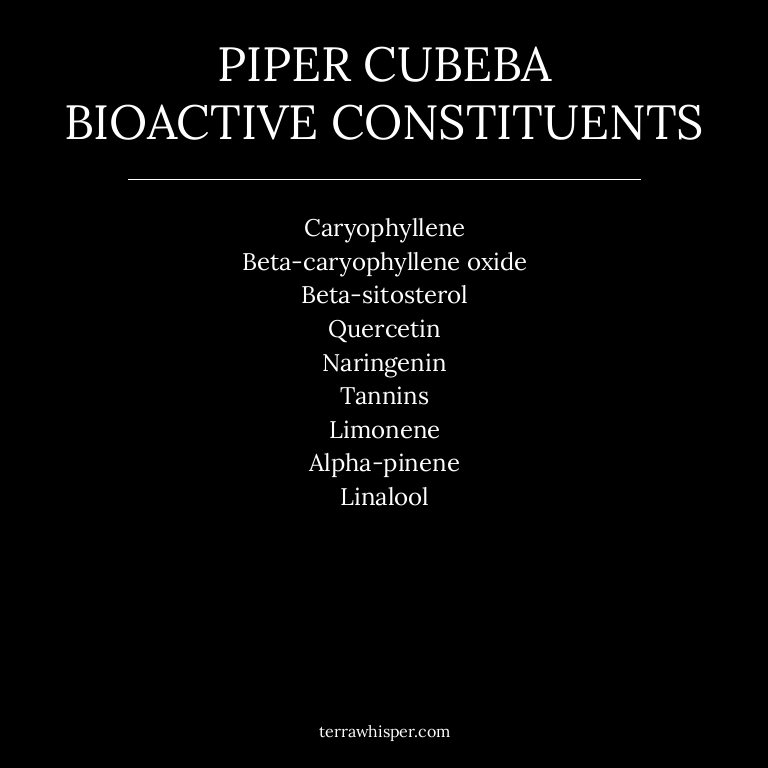 PIPER CUBEBA
BIOACTIVE CONSTITUENTS
Caryophyllene
Beta-caryophyllene oxide
Beta-sitosterol
Quercetin
Naringenin
Tannins
Limonene
Alpha-pinene
Linalool
terrawhisper.com